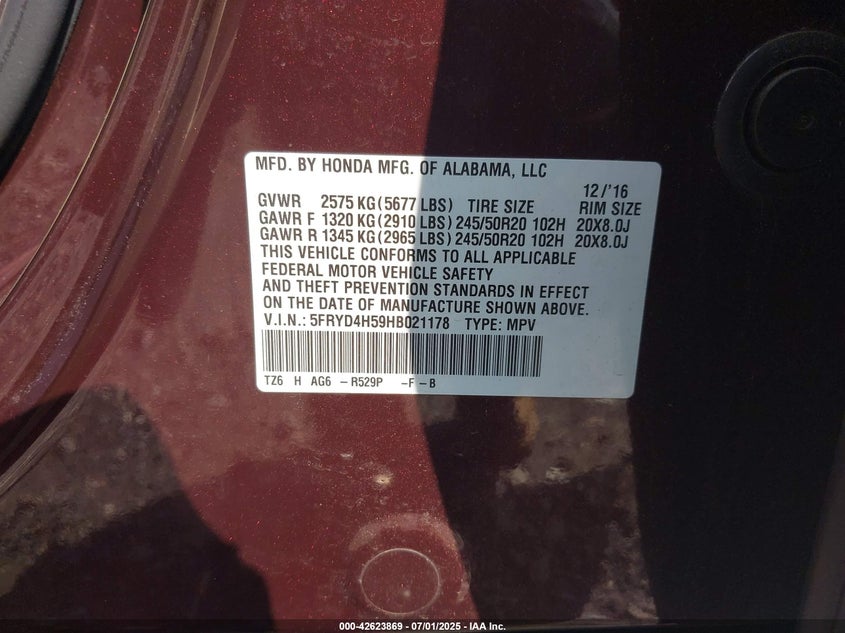 MFD. BY HONDA MFG. OF ALABAMA, LLC
12/'16
GVWR 2575 KG(5677 LBS) TIRE SIZE RIM SIZE
GAWR F 1320 KG(2910 LBS) 245/50R20 102H 20X8.0J
GAWR R 1345 KG(2965 LBS) 245/50R20 102H 20X8.0J
THIS VEHICLE CONFORMS TO ALL APPLICABLE
FEDERAL MOTOR VEHICLE SAFETY
AND THEFT PREVENTION STANDARDS IN EFFECT
ON THE DATE OF MANUFACTURE SHOWN ABOVE.
V.I.N.: 5FRYD4H59HB021178 TYPE: MPV
TZ6 H AG6 -R529P -F-B
000-42623869 - 07/01/2025 - IAA Inc.